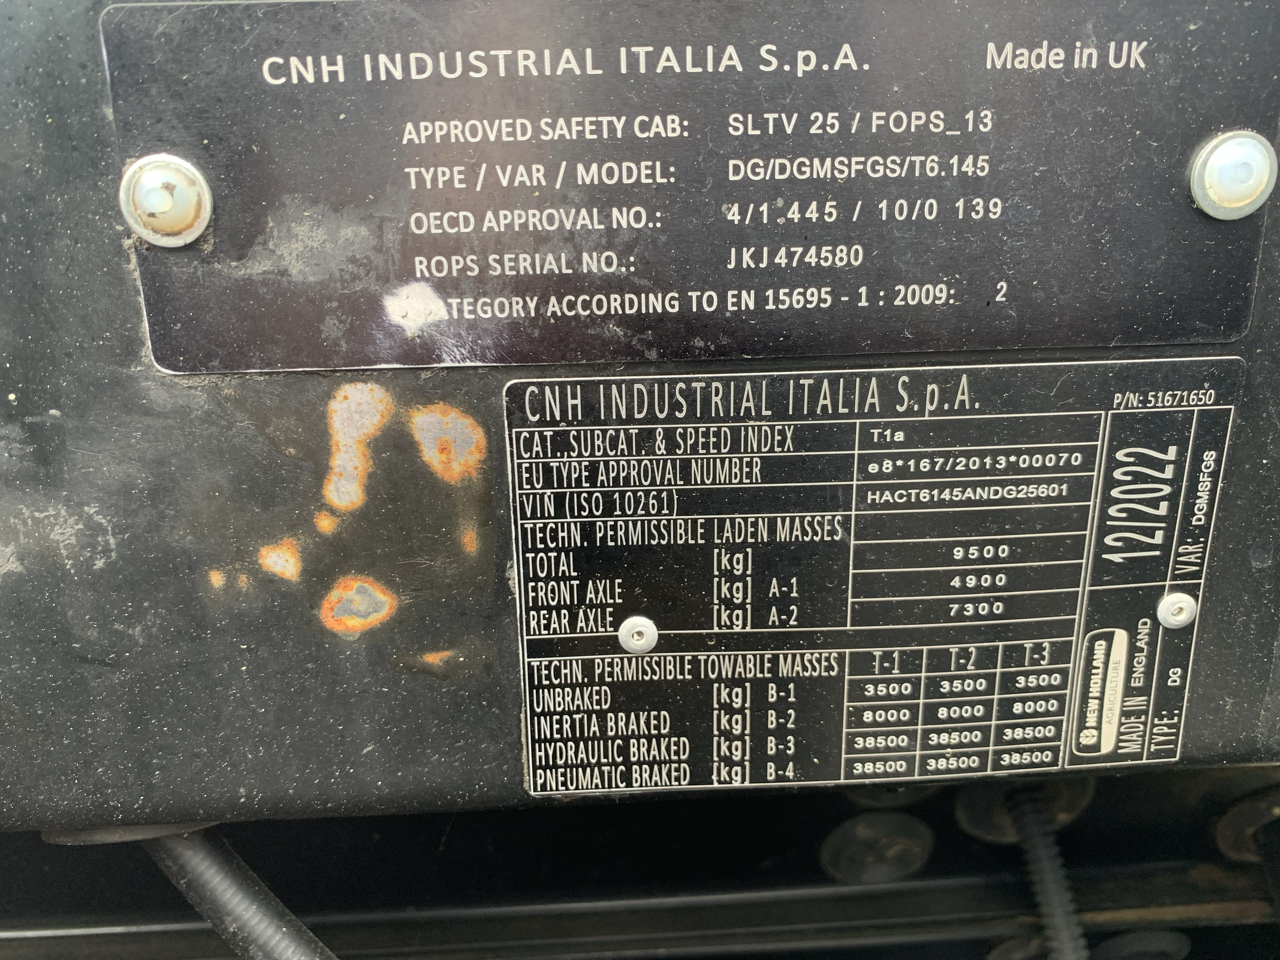 CNH INDUSTRIAL ITALIA S.p.A. Made in UK
APPROVED SAFETY CAB: SLTV 25 / FOPS_13
TYPE / VAR / MODEL: DG/DGMSFGS/T6.145
OECD APPROVAL NO.: 4/1 445 / 10/0 139
ROPS SERIAL NO.: JKJ474580
ATEGORY ACCORDING TO EN 15695 - 1 : 2009: 2
CNH INDUSTRIAL ITALIA S.p.A. P/N: 51671650
CAT.,SUBCAT. & SPEED INDEX T1a
EU TYPE APPROVAL NUMBER e8*167/2013*00070
VIN (ISO 10261) HACT6145ANDG25601
TECHN. PERMISSIBLE LADEN MASSES
TOTAL [kg] 9500
FRONT AXLE [kg] A-1 4900
REAR AXLE [kg] A-2 7300
TECHN. PERMISSIBLE TOWABLE MASSES T-1 T-2 T-3
UNBRAKED [kg] B-1 3500 3500 3500
INERTIA BRAKED [kg] B-2 8000 8000 8000
HYDRAULIC BRAKED [kg] B-3 38500 38500 38500
PNEUMATIC BRAKED [kg] B-4 38500 38500 38500
12/2022
VAR: DGMSFGS
NEW HOLLAND
AGRICULTURE
MADE IN ENGLAND
TYPE: DG